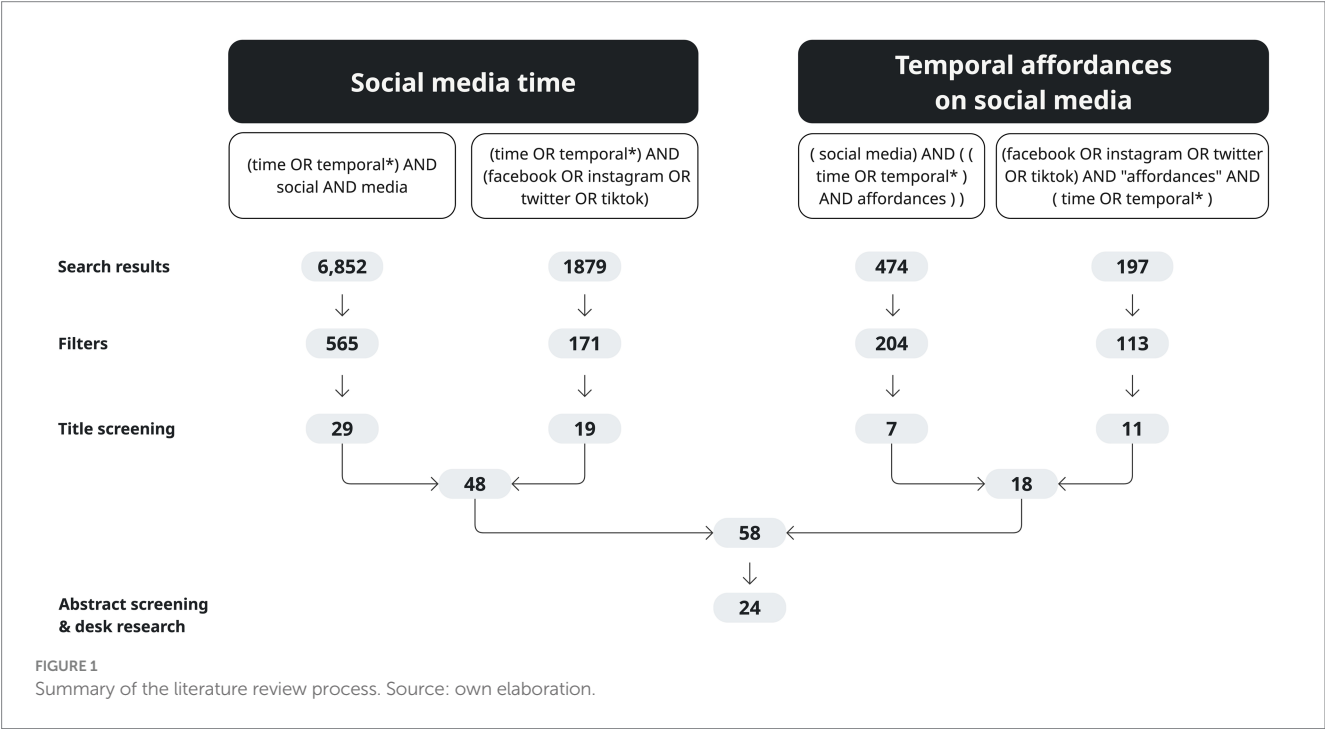 Social media time
Temporal affordances
on social media
(time OR temporal*) AND
social AND media
(time OR temporal*) AND
(facebook OR instagram OR
twitter OR tiktok)
( social media) AND ( (
time OR temporal* )
AND affordances ) )
(facebook OR instagram OR twitter
OR tiktok) AND "affordances" AND
( time OR temporal* )
Search results
6,852
1879
474
197
Filters
565
171
204
113
Title screening
29
19
7
11
48
18
58
Abstract screening
& desk research
24
FIGURE 1
Summary of the literature review process. Source: own elaboration.